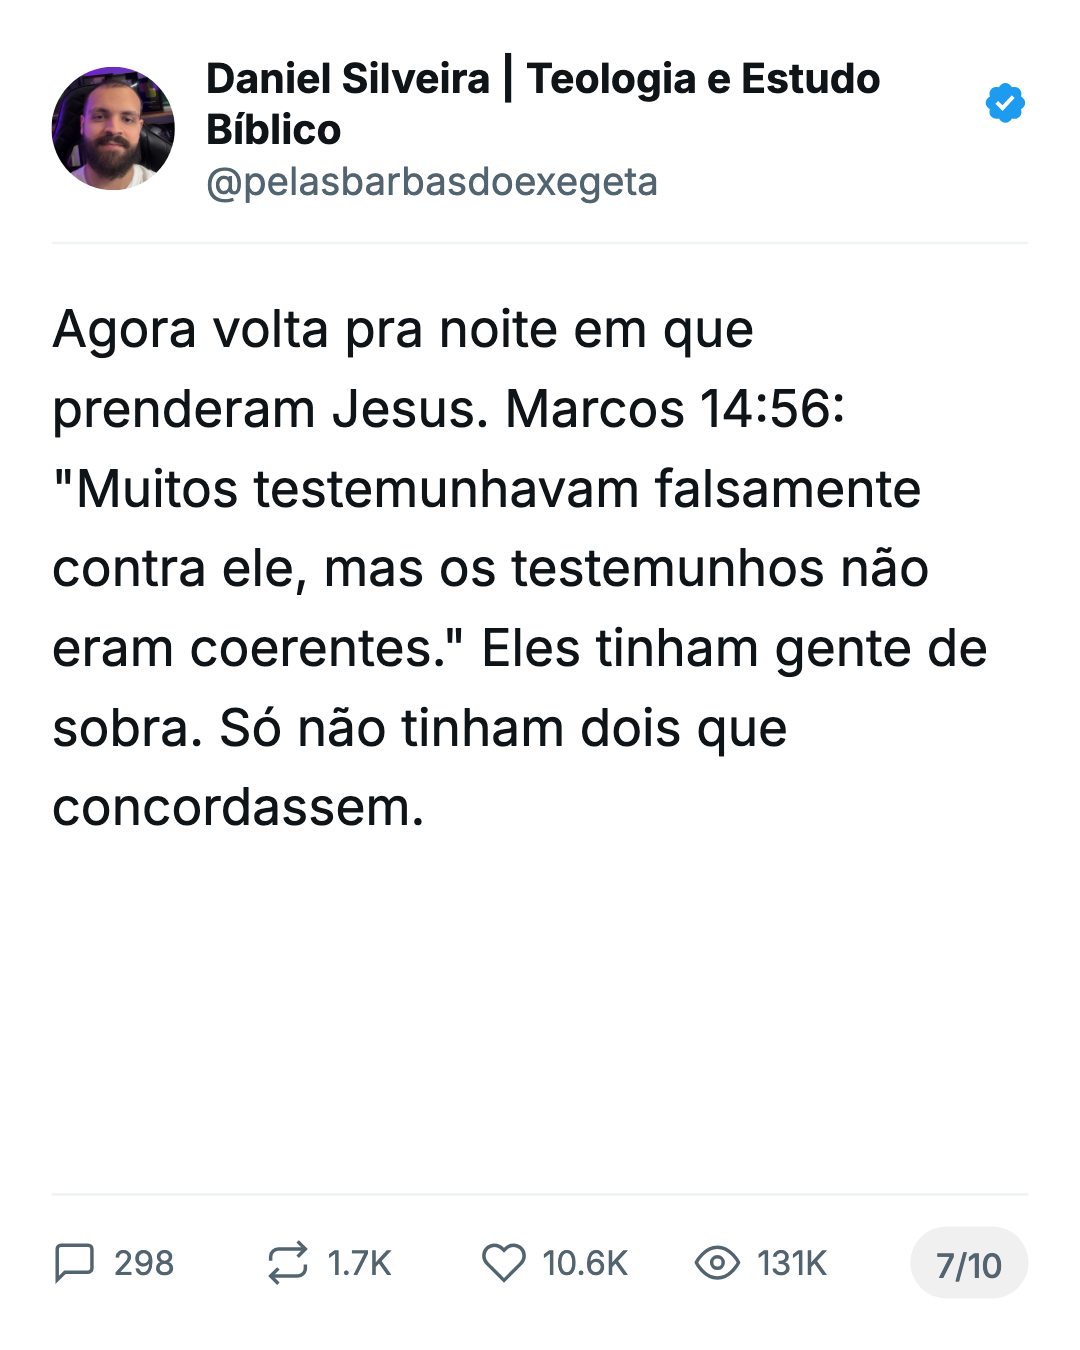 Daniel Silveira | Teologia e Estudo
Bíblico
@pelasbarbasdoexegeta
Agora volta pra noite em que
prenderam Jesus. Marcos 14:56:
"Muitos testemunhavam falsamente
contra ele, mas os testemunhos não
eram coerentes." Eles tinham gente de
sobra. Só não tinham dois que
concordassem.
298 1.7K 10.6K 131K 7/10